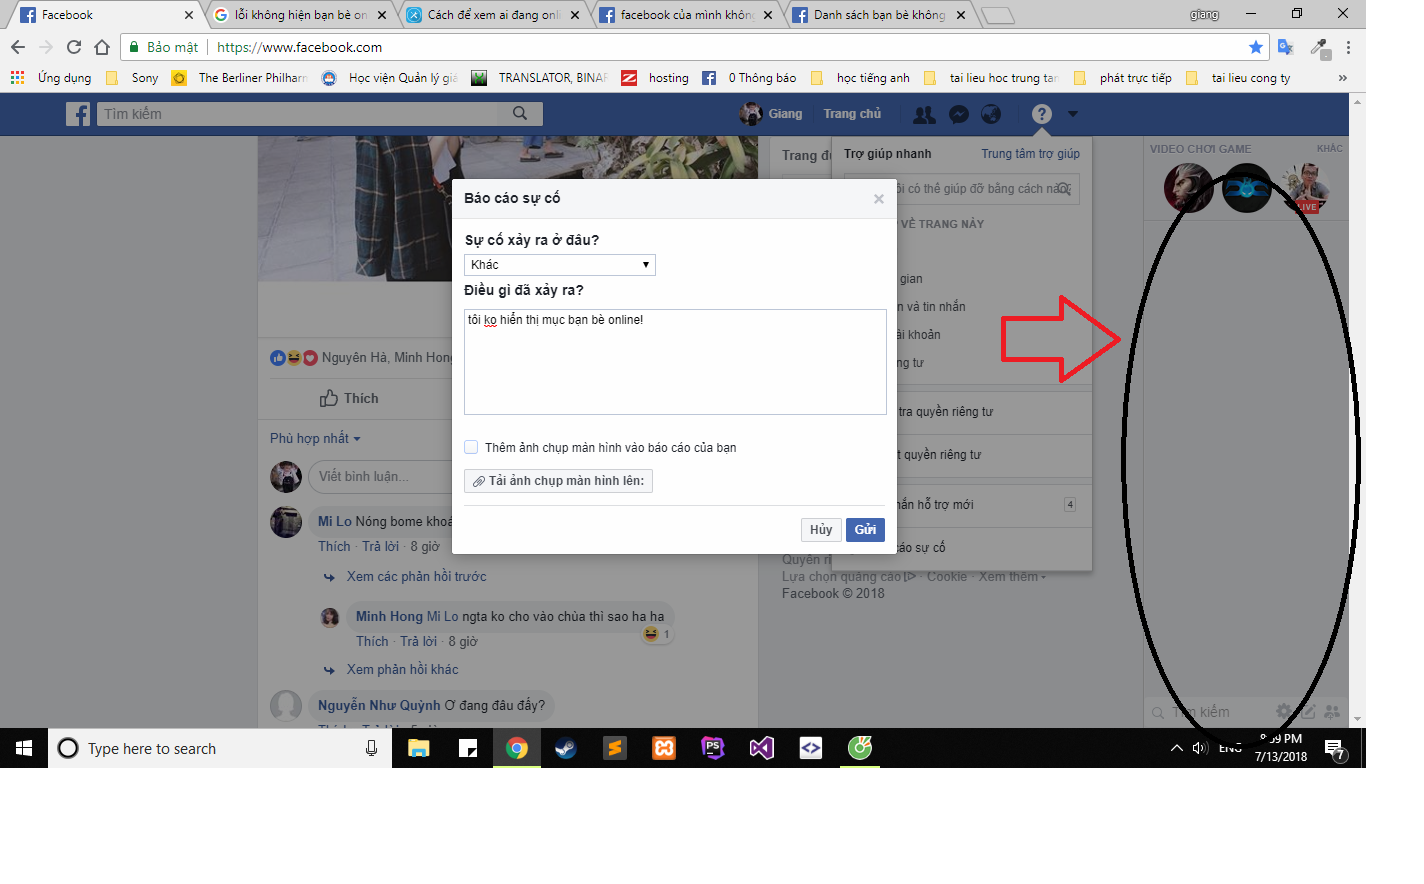 Facebook
lỗi không hiện bạn bè on
Cách để xem ai đang onl
facebook của mình khôn
Danh sách bạn bè không
giang
Bảo mật
https://www.facebook.com
Ứng dụng
Sony
The Berliner Philharm
Học viện Quản lý giá
TRANSLATOR, BINAR
hosting
0 Thông báo
học tiếng anh
tai lieu hoc trung tam
phát trực tiếp
tai lieu cong ty
»
Tìm kiếm
Giang
Trang chủ
?
Trang đ
Trợ giúp nhanh
Trung tâm trợ giúp
VIDEO CHƠI GAME
KHÁC
LIVE
ôi có thể giúp đỡ bằng cách nà
VỀ TRANG NÀY
gian
n và tin nhắn
ài khoản
ng tư
tra quyền riêng tư
t quyền riêng tư
hắn hỗ trợ mới
4
áo sự cố
Báo cáo sự cố
Sự cố xảy ra ở đâu?
Khác
Điều gì đã xảy ra?
tôi ko hiển thị mục bạn bè online!
Thêm ảnh chụp màn hình vào báo cáo của bạn
Tải ảnh chụp màn hình lên:
Hủy
Gửi
Nguyên Hà, Minh Hong
Thích
Phù hợp nhất
Viết bình luận...
Mi Lo Nóng bome khoá
Thích · Trả lời · 8 giờ
Xem các phản hồi trước
Minh Hong Mi Lo ngta ko cho vào chùa thì sao ha ha
1
Thích · Trả lời · 8 giờ
Xem phản hồi khác
Nguyễn Như Quỳnh Ơ đang đâu đấy?
Quyền ri
Lựa chọn quảng cáo · Cookie · Xem thêm
Facebook © 2018
Tìm kiếm
Type here to search
PS
ENG
PM
7/13/2018
7